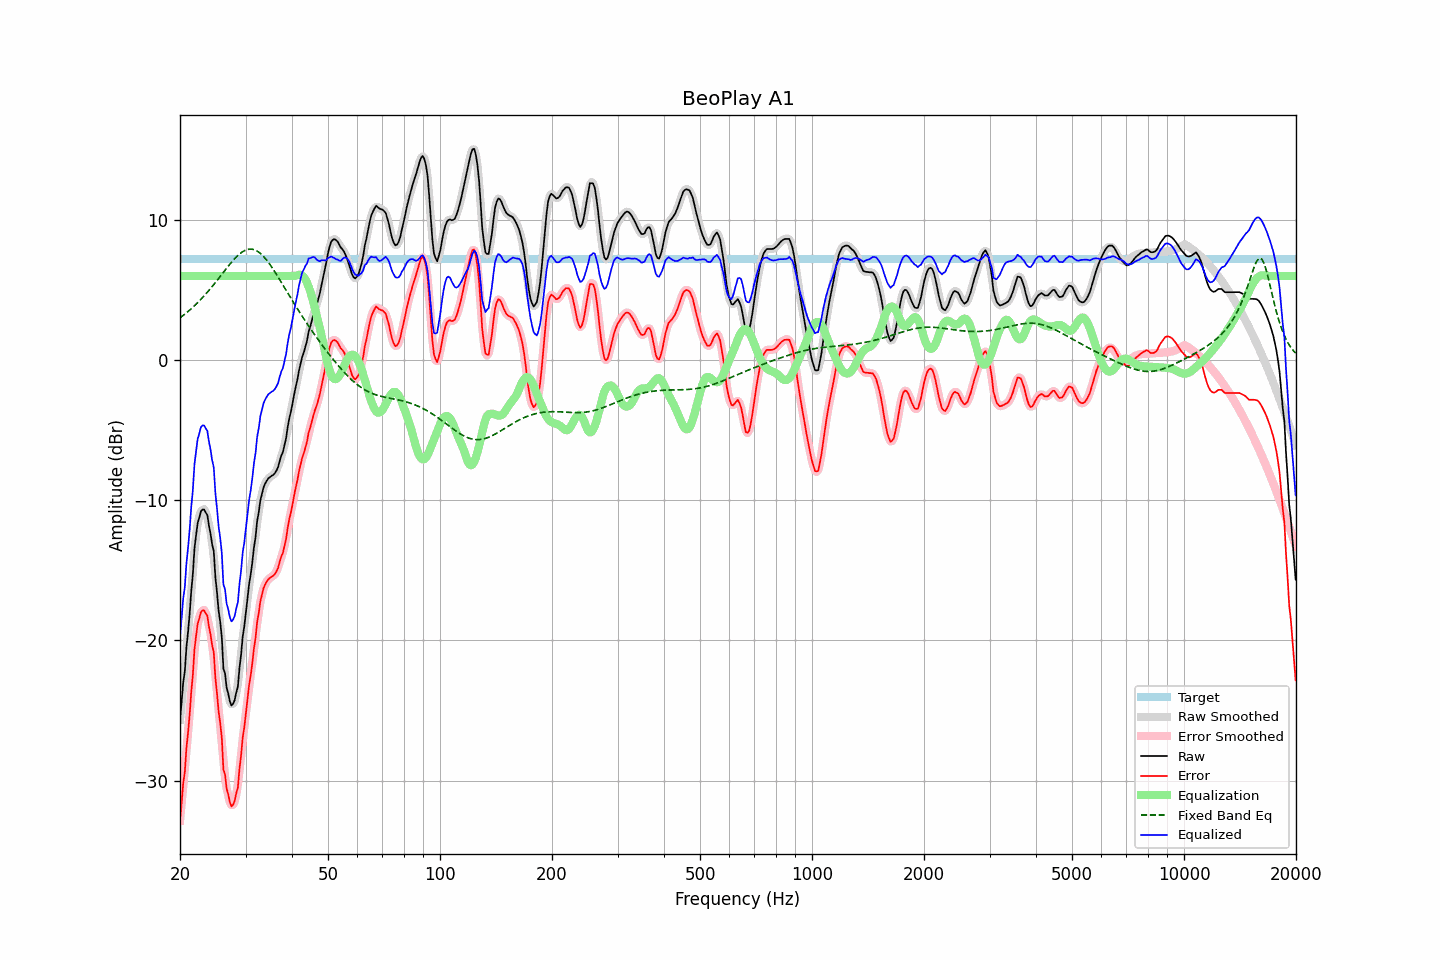 BeoPlay A1
Amplitude (dBr)
10
0
−10
−20
−30
Target
Raw Smoothed
Error Smoothed
Raw
Error
Equalization
Fixed Band Eq
Equalized
20 50 100 200 500 1000 2000 5000 10000 20000
Frequency (Hz)